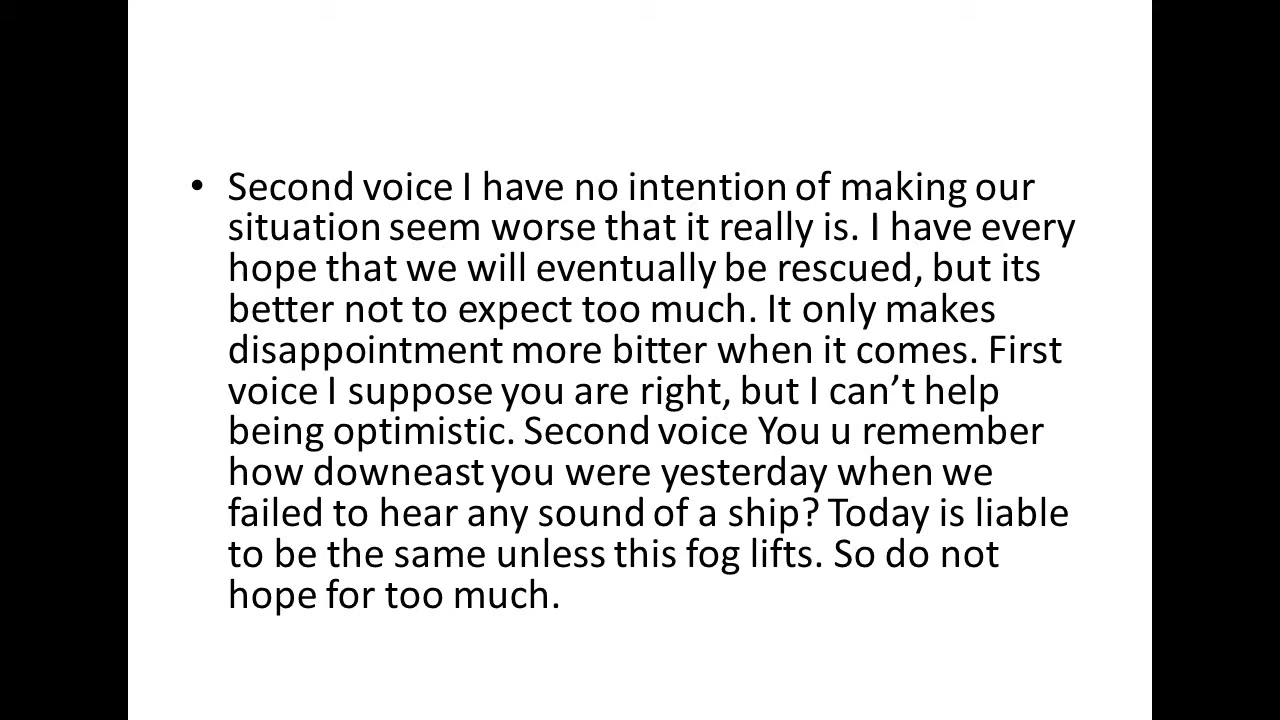 • Second voice I have no intention of making our
situation seem worse that it really is. I have every
hope that we will eventually be rescued, but its
better not to expect too much. It only makes
disappointment more bitter when it comes. First
voice I suppose you are right, but I can’t help
being optimistic. Second voice You u remember
how downeast you were yesterday when we
failed to hear any sound of a ship? Today is liable
to be the same unless this fog lifts. So do not
hope for too much.